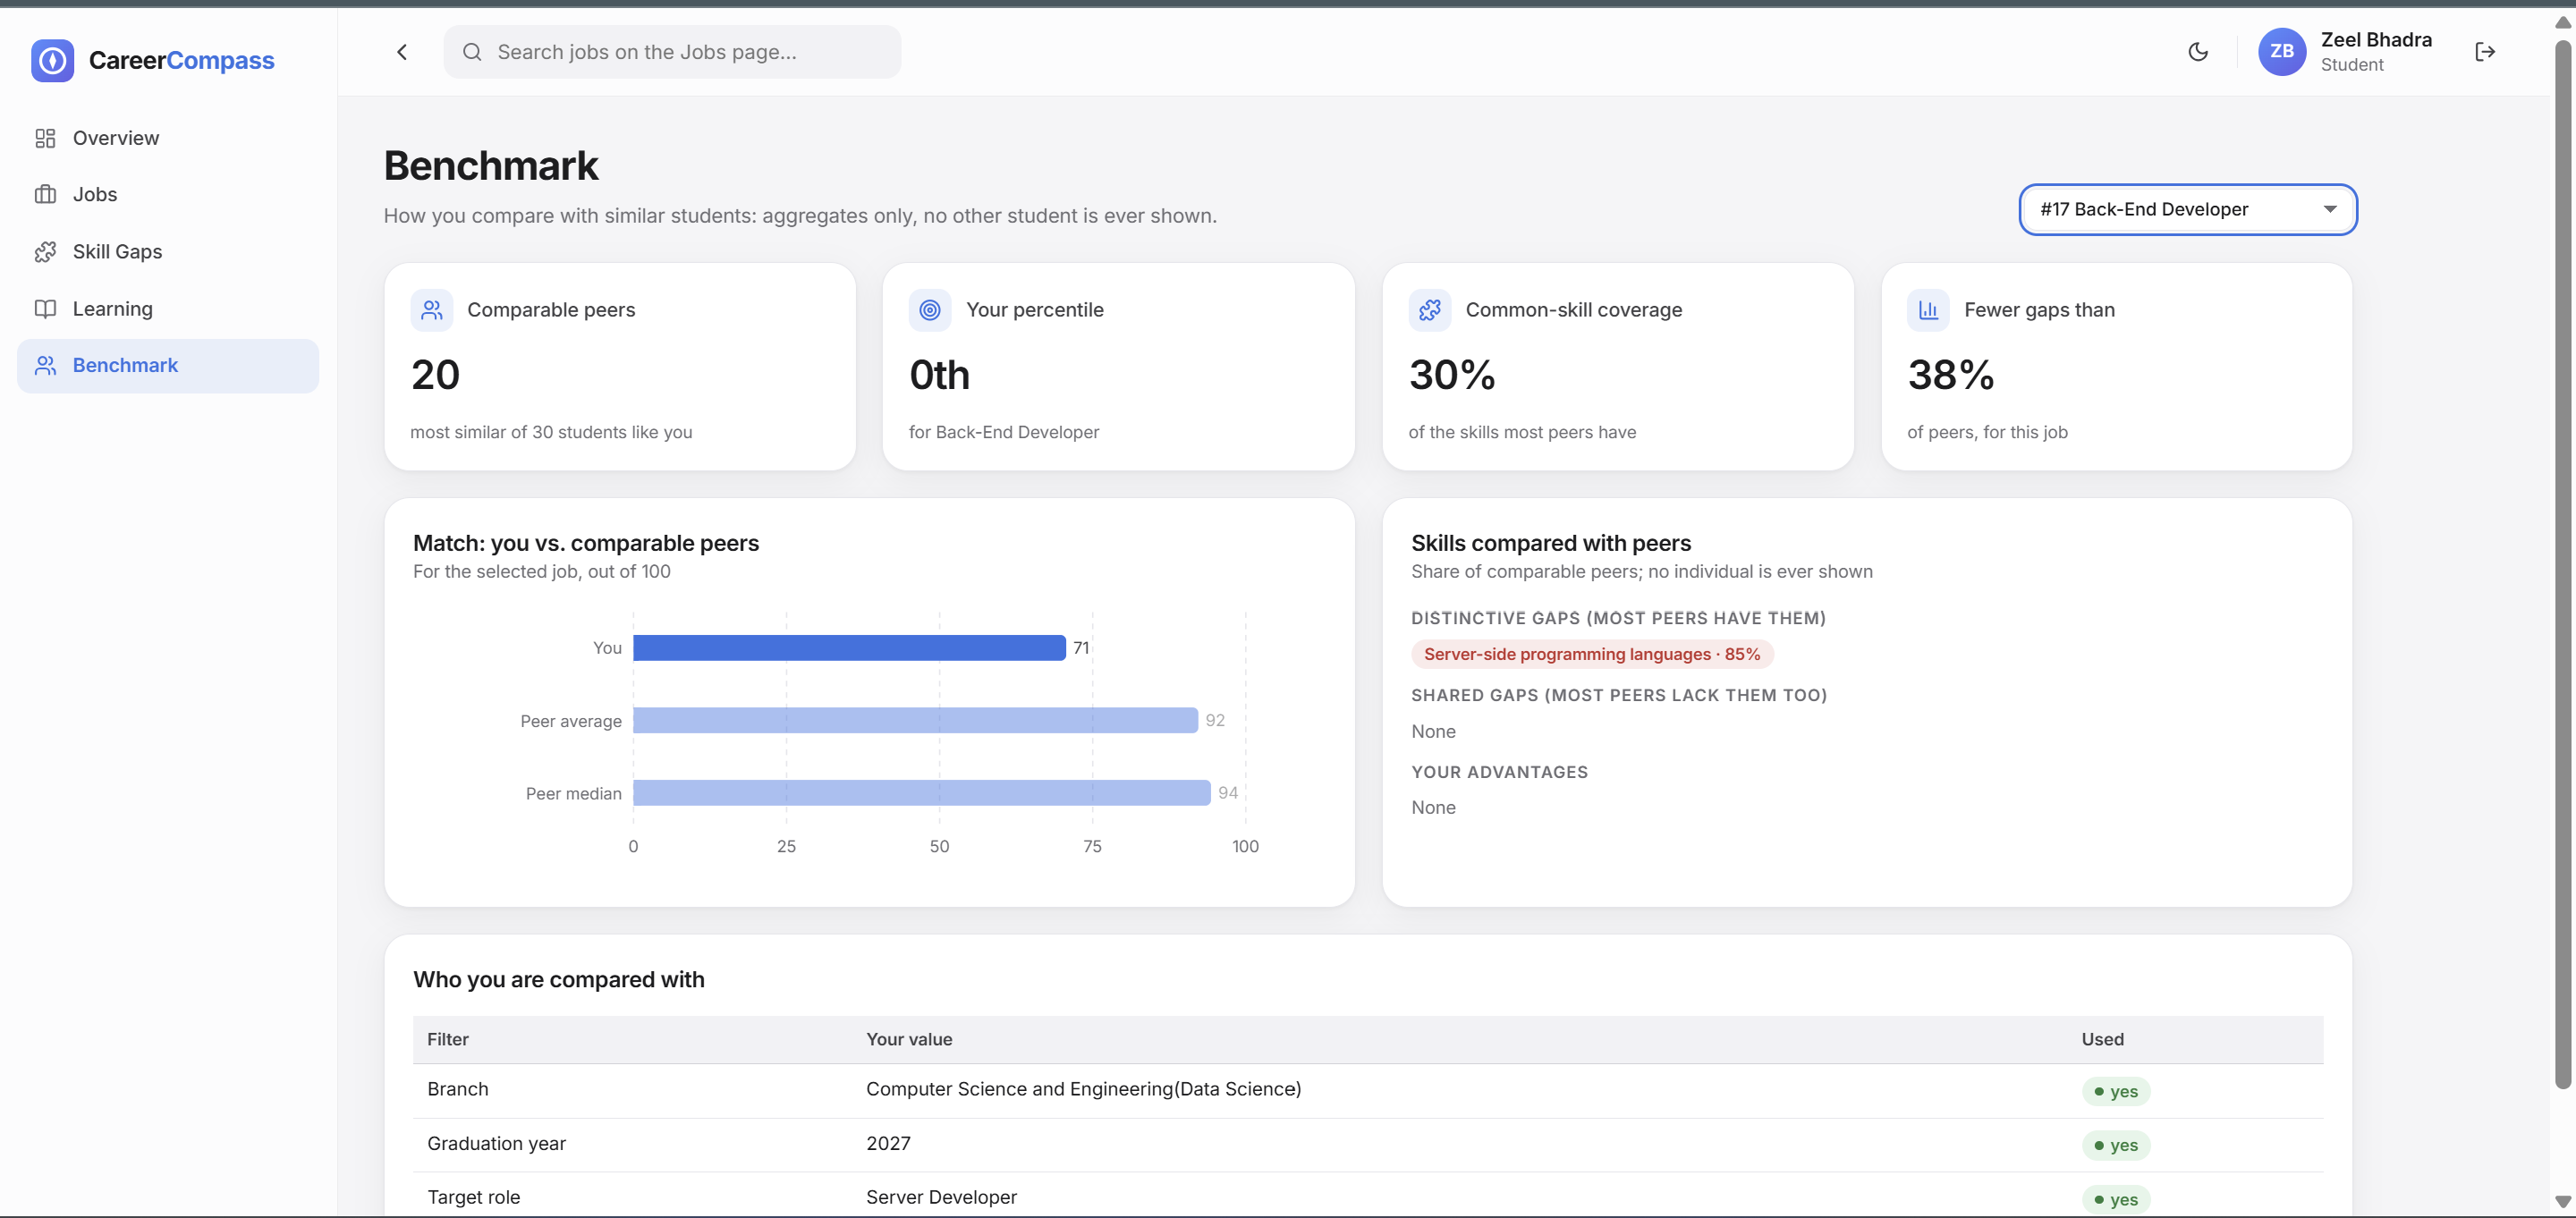 CareerCompass
Search jobs on the Jobs page...
ZB
Zeel Bhadra
Student
Overview
Jobs
Skill Gaps
Learning
Benchmark
Benchmark
How you compare with similar students: aggregates only, no other student is ever shown.
#17 Back-End Developer
Comparable peers
20
most similar of 30 students like you
Your percentile
0th
for Back-End Developer
Common-skill coverage
30%
of the skills most peers have
Fewer gaps than
38%
of peers, for this job
Match: you vs. comparable peers
For the selected job, out of 100
You 71
Peer average 92
Peer median 94
0 25 50 75 100
Skills compared with peers
Share of comparable peers; no individual is ever shown
DISTINCTIVE GAPS (MOST PEERS HAVE THEM)
Server-side programming languages · 85%
SHARED GAPS (MOST PEERS LACK THEM TOO)
None
YOUR ADVANTAGES
None
Who you are compared with
Filter Your value Used
Branch Computer Science and Engineering(Data Science) yes
Graduation year 2027 yes
Target role Server Developer yes